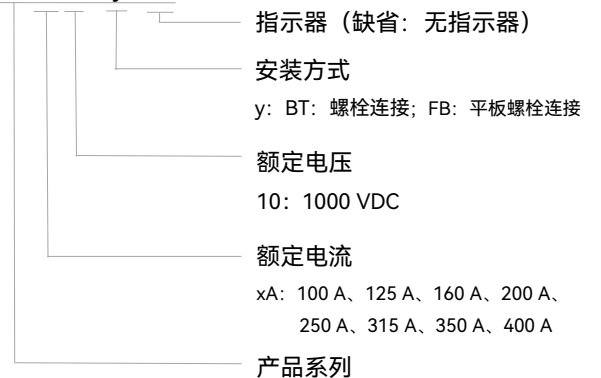 指示器（缺省：无指示器）
安装方式
y：BT：螺栓连接；FB：平板螺栓连接
额定电压
10：1000 VDC
额定电流
xA：100 A、125 A、160 A、200 A、
250 A、315 A、350 A、400 A
产品系列